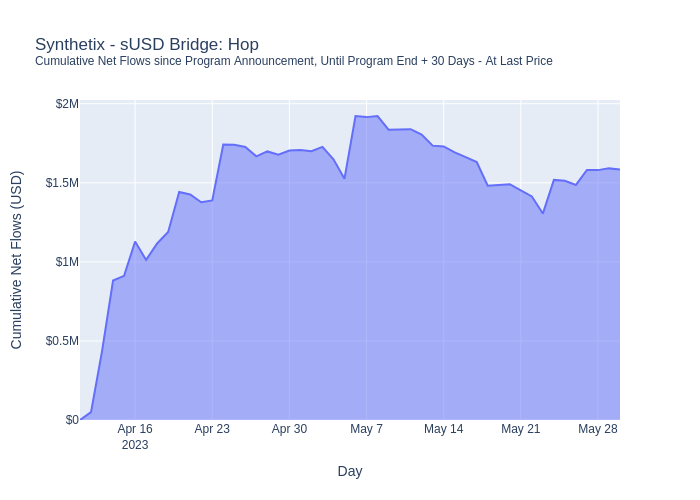 Synthetix - sUSD Bridge: Hop
Cumulative Net Flows since Program Announcement, Until Program End + 30 Days - At Last Price
Cumulative Net Flows (USD)
$2M
$1.5M
$1M
$0.5M
$0
Apr 16
2023
Apr 23
Apr 30
May 7
May 14
May 21
May 28
Day